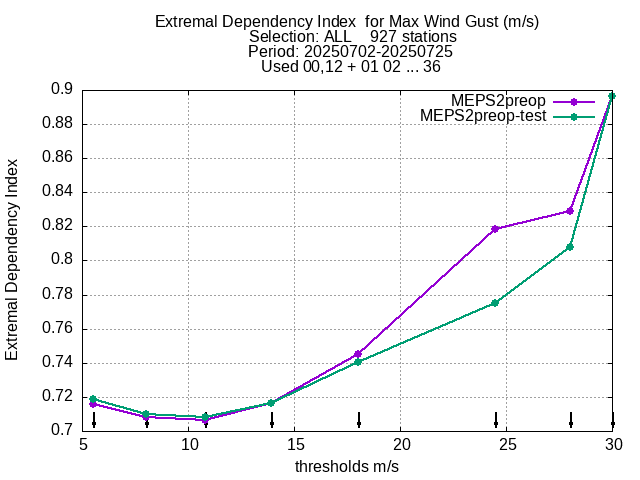 Extremal Dependency Index  for Max Wind Gust (m/s)
Selection: ALL    927 stations
Period: 20250702-20250725
Used 00,12 + 01 02 ... 36
MEPS2preop
MEPS2preop-test
Extremal Dependency Index
0.9
0.88
0.86
0.84
0.82
0.8
0.78
0.76
0.74
0.72
0.7
5 10 15 20 25 30
thresholds m/s